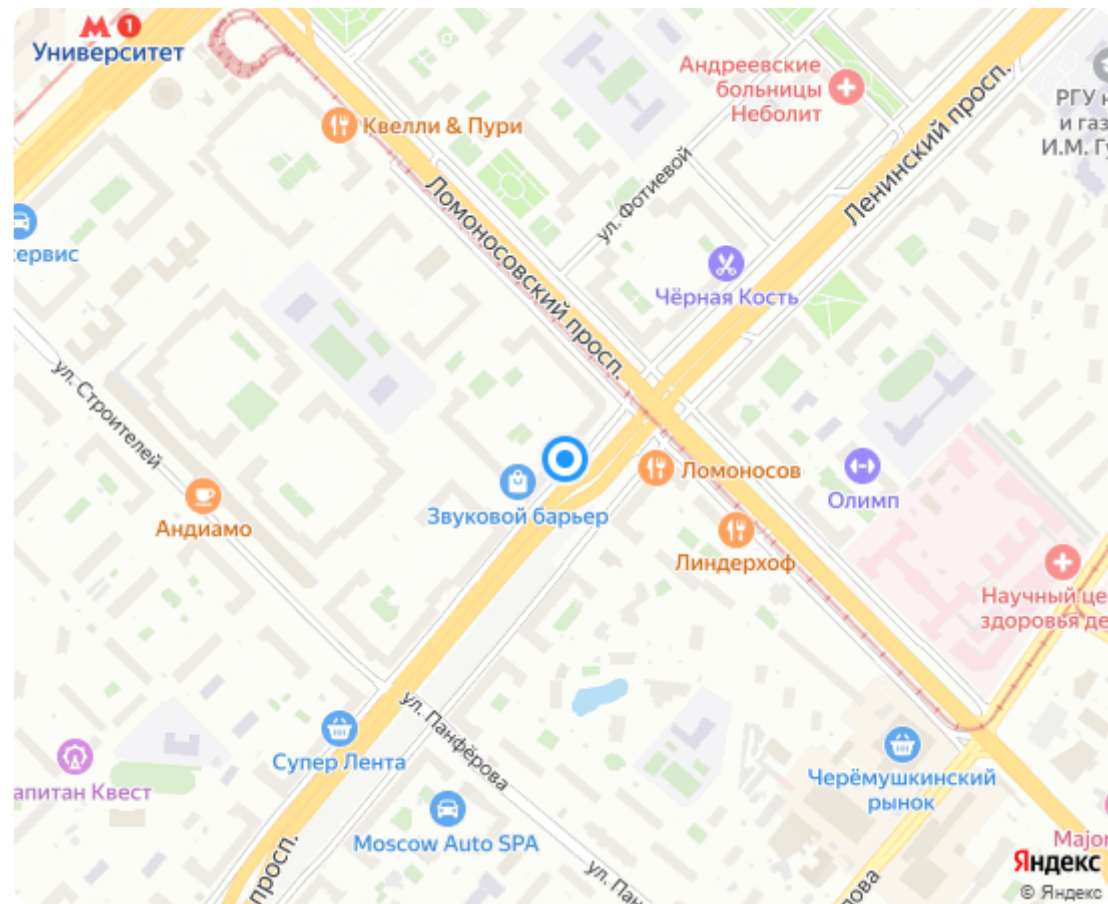 М 1
Университет
Квелли & Пури
Андреевские
больницы
Неболит
РГУ н
и газ
И.М. Гу
Ленинский просп.
ул. Фотиевой
Ломоносовский просп.
ервис
Чёрная Кость
ул. Строителей
Андиамо
Звуковой барьер
Ломоносов
Олимп
Линдерхоф
Научный це
здоровья де
ул. Панфёрова
Супер Лента
апитан Квест
Черёмушкинский
рынок
Moscow Auto SPA
просп.
ул. Пан
лова
Major
Яндекс
© Яндекс